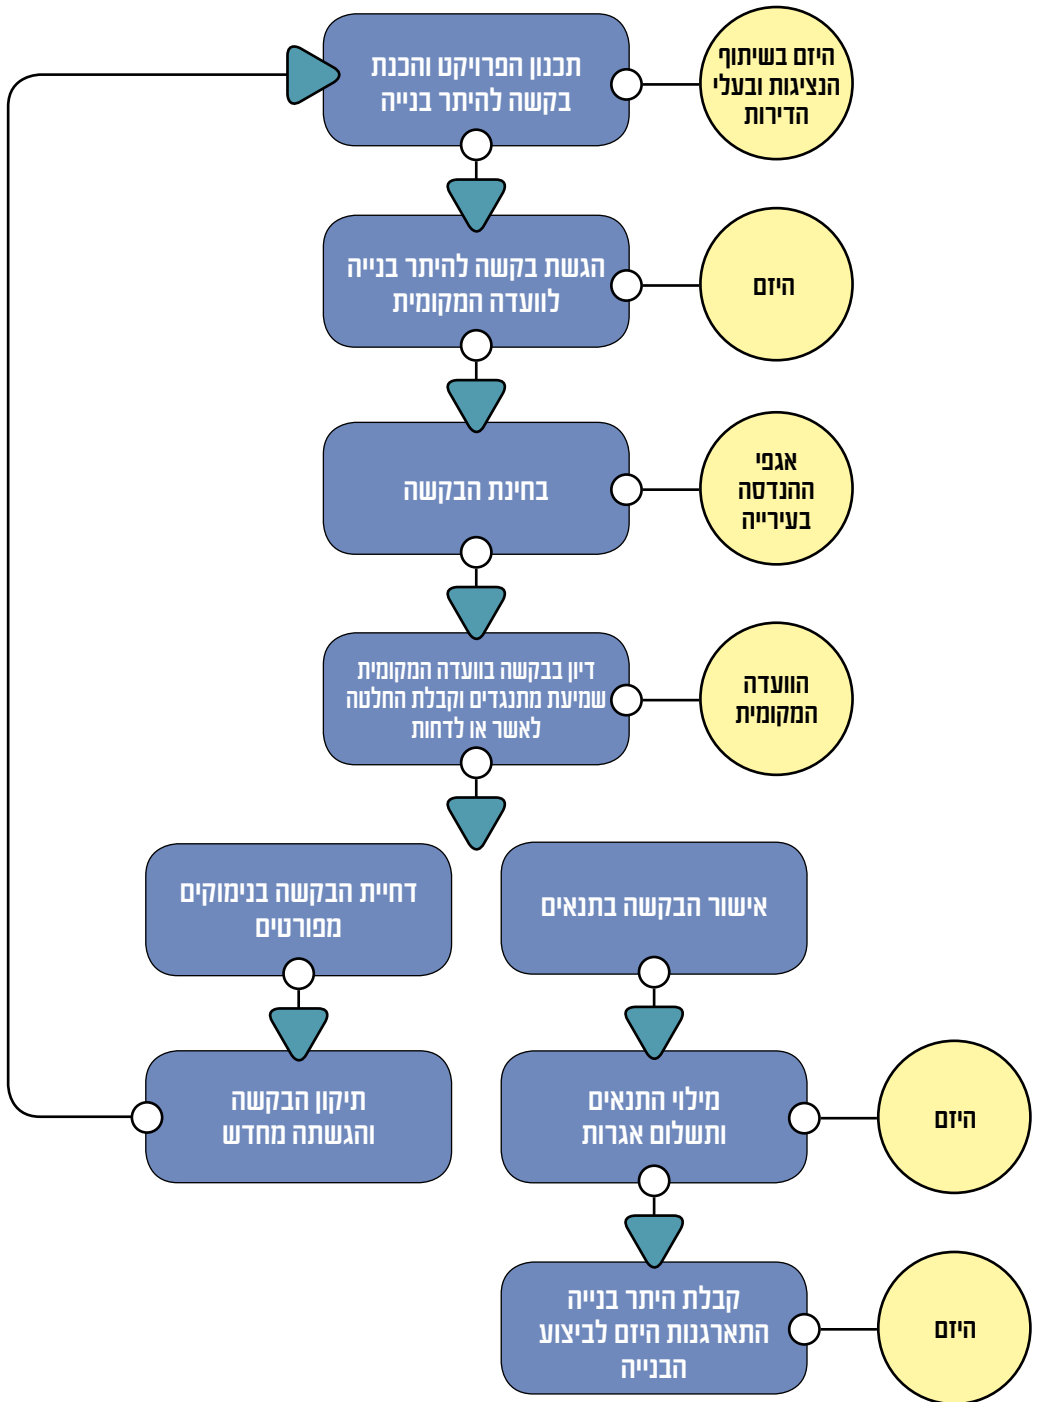 תכנון הפרויקט והכנת
בקשה להיתר בנייה
היזם בשיתוף
הנציגות ובעלי
הדירות
הגשת בקשה להיתר בנייה
לוועדה המקומית
היזם
בחינת הבקשה
אגפי
ההנדסה
בעירייה
דיון בבקשה בוועדה המקומית
שמיעת מתנגדים וקבלת החלטה
לאשר או לדחות
הוועדה
המקומית
אישור הבקשה בתנאים
דחיית הבקשה בנימוקים
מפורטים
מילוי התנאים
ותשלום אגרות
היזם
תיקון הבקשה
והגשתה מחדש
קבלת היתר בנייה
התארגנות היזם לביצוע
הבנייה
היזם